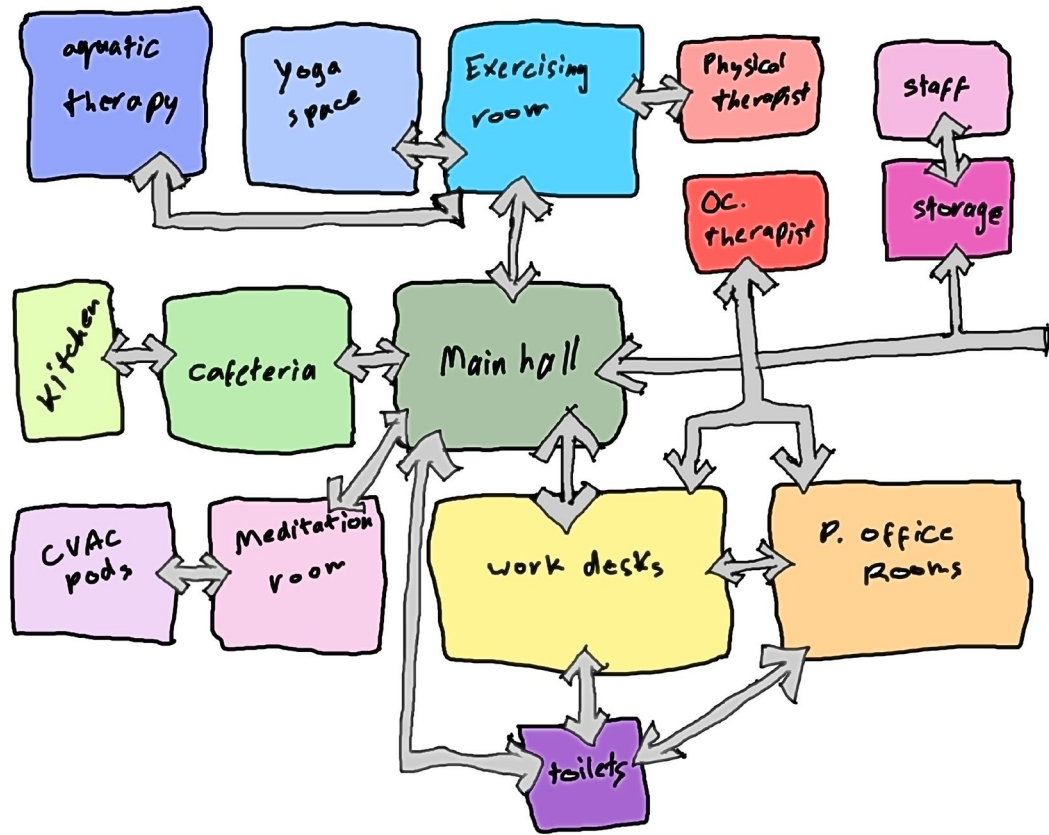 aquatic
therapy
Yoga
space
Exercising
room
Physical
therapist
staff
OC.
therapist
storage
Kitchen
cafeteria
Main hall
CVAC
pods
Meditation
room
work desks
P. office
Rooms
toilets